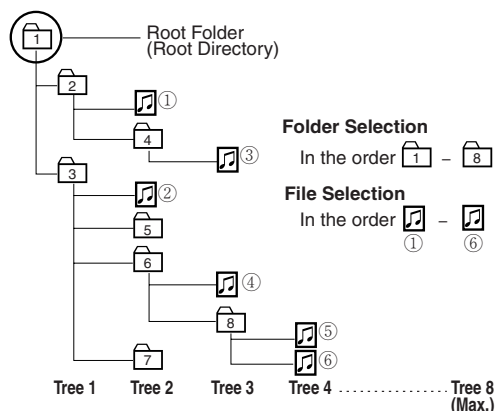 1
Root Folder
(Root Directory)
2
①
4
③
3
②
5
6
④
8
⑤
⑥
7
Folder Selection
In the order 1 – 8
File Selection
In the order –
① ⑥
Tree 1 Tree 2 Tree 3 Tree 4 .............. Tree 8
(Max.)